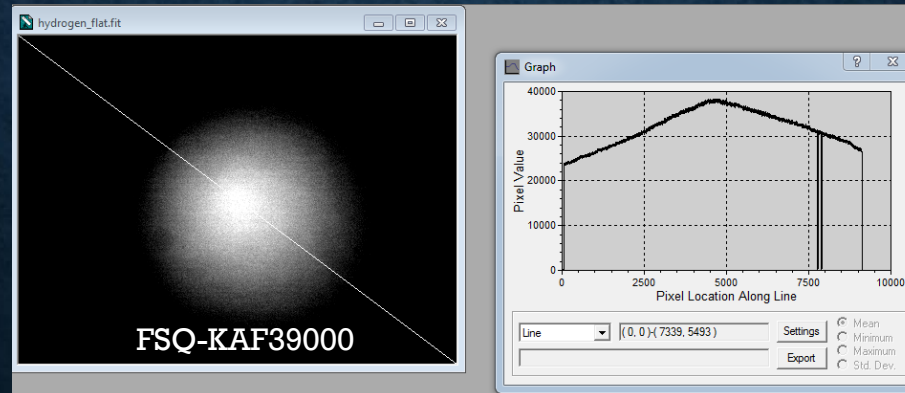 hydrogen_flat.fit
FSQ-KAF39000
Graph
?
40000
30000
20000
10000
0
Pixel Value
0 2500 5000 7500 10000
Pixel Location Along Line
Line
( 0, 0 )-( 7339, 5493 )
Settings
Export
Mean
Minimum
Maximum
Std. Dev.